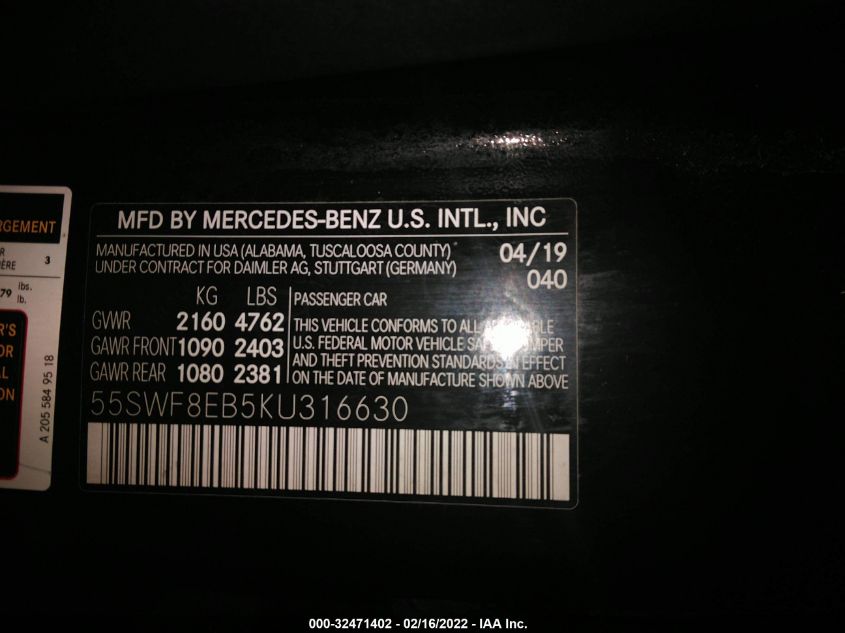 MFD BY MERCEDES-BENZ U.S. INTL., INC
MANUFACTURED IN USA (ALABAMA, TUSCALOOSA COUNTY) 04/19
UNDER CONTRACT FOR DAIMLER AG, STUTTGART (GERMANY) 040
KG LBS PASSENGER CAR
GVWR 2160 4762
GAWR FRONT 1090 2403
GAWR REAR 1080 2381
THIS VEHICLE CONFORMS TO ALL
U.S. FEDERAL MOTOR VEHICLE
AND THEFT PREVENTION STANDARDS IN EFFECT
ON THE DATE OF MANUFACTURE SHOWN ABOVE
55SWF8EB5KU316630
RGEMENT
3
79 lbs.
lb.
A 205 584 95 18
000-32471402 - 02/16/2022 - IAA Inc.